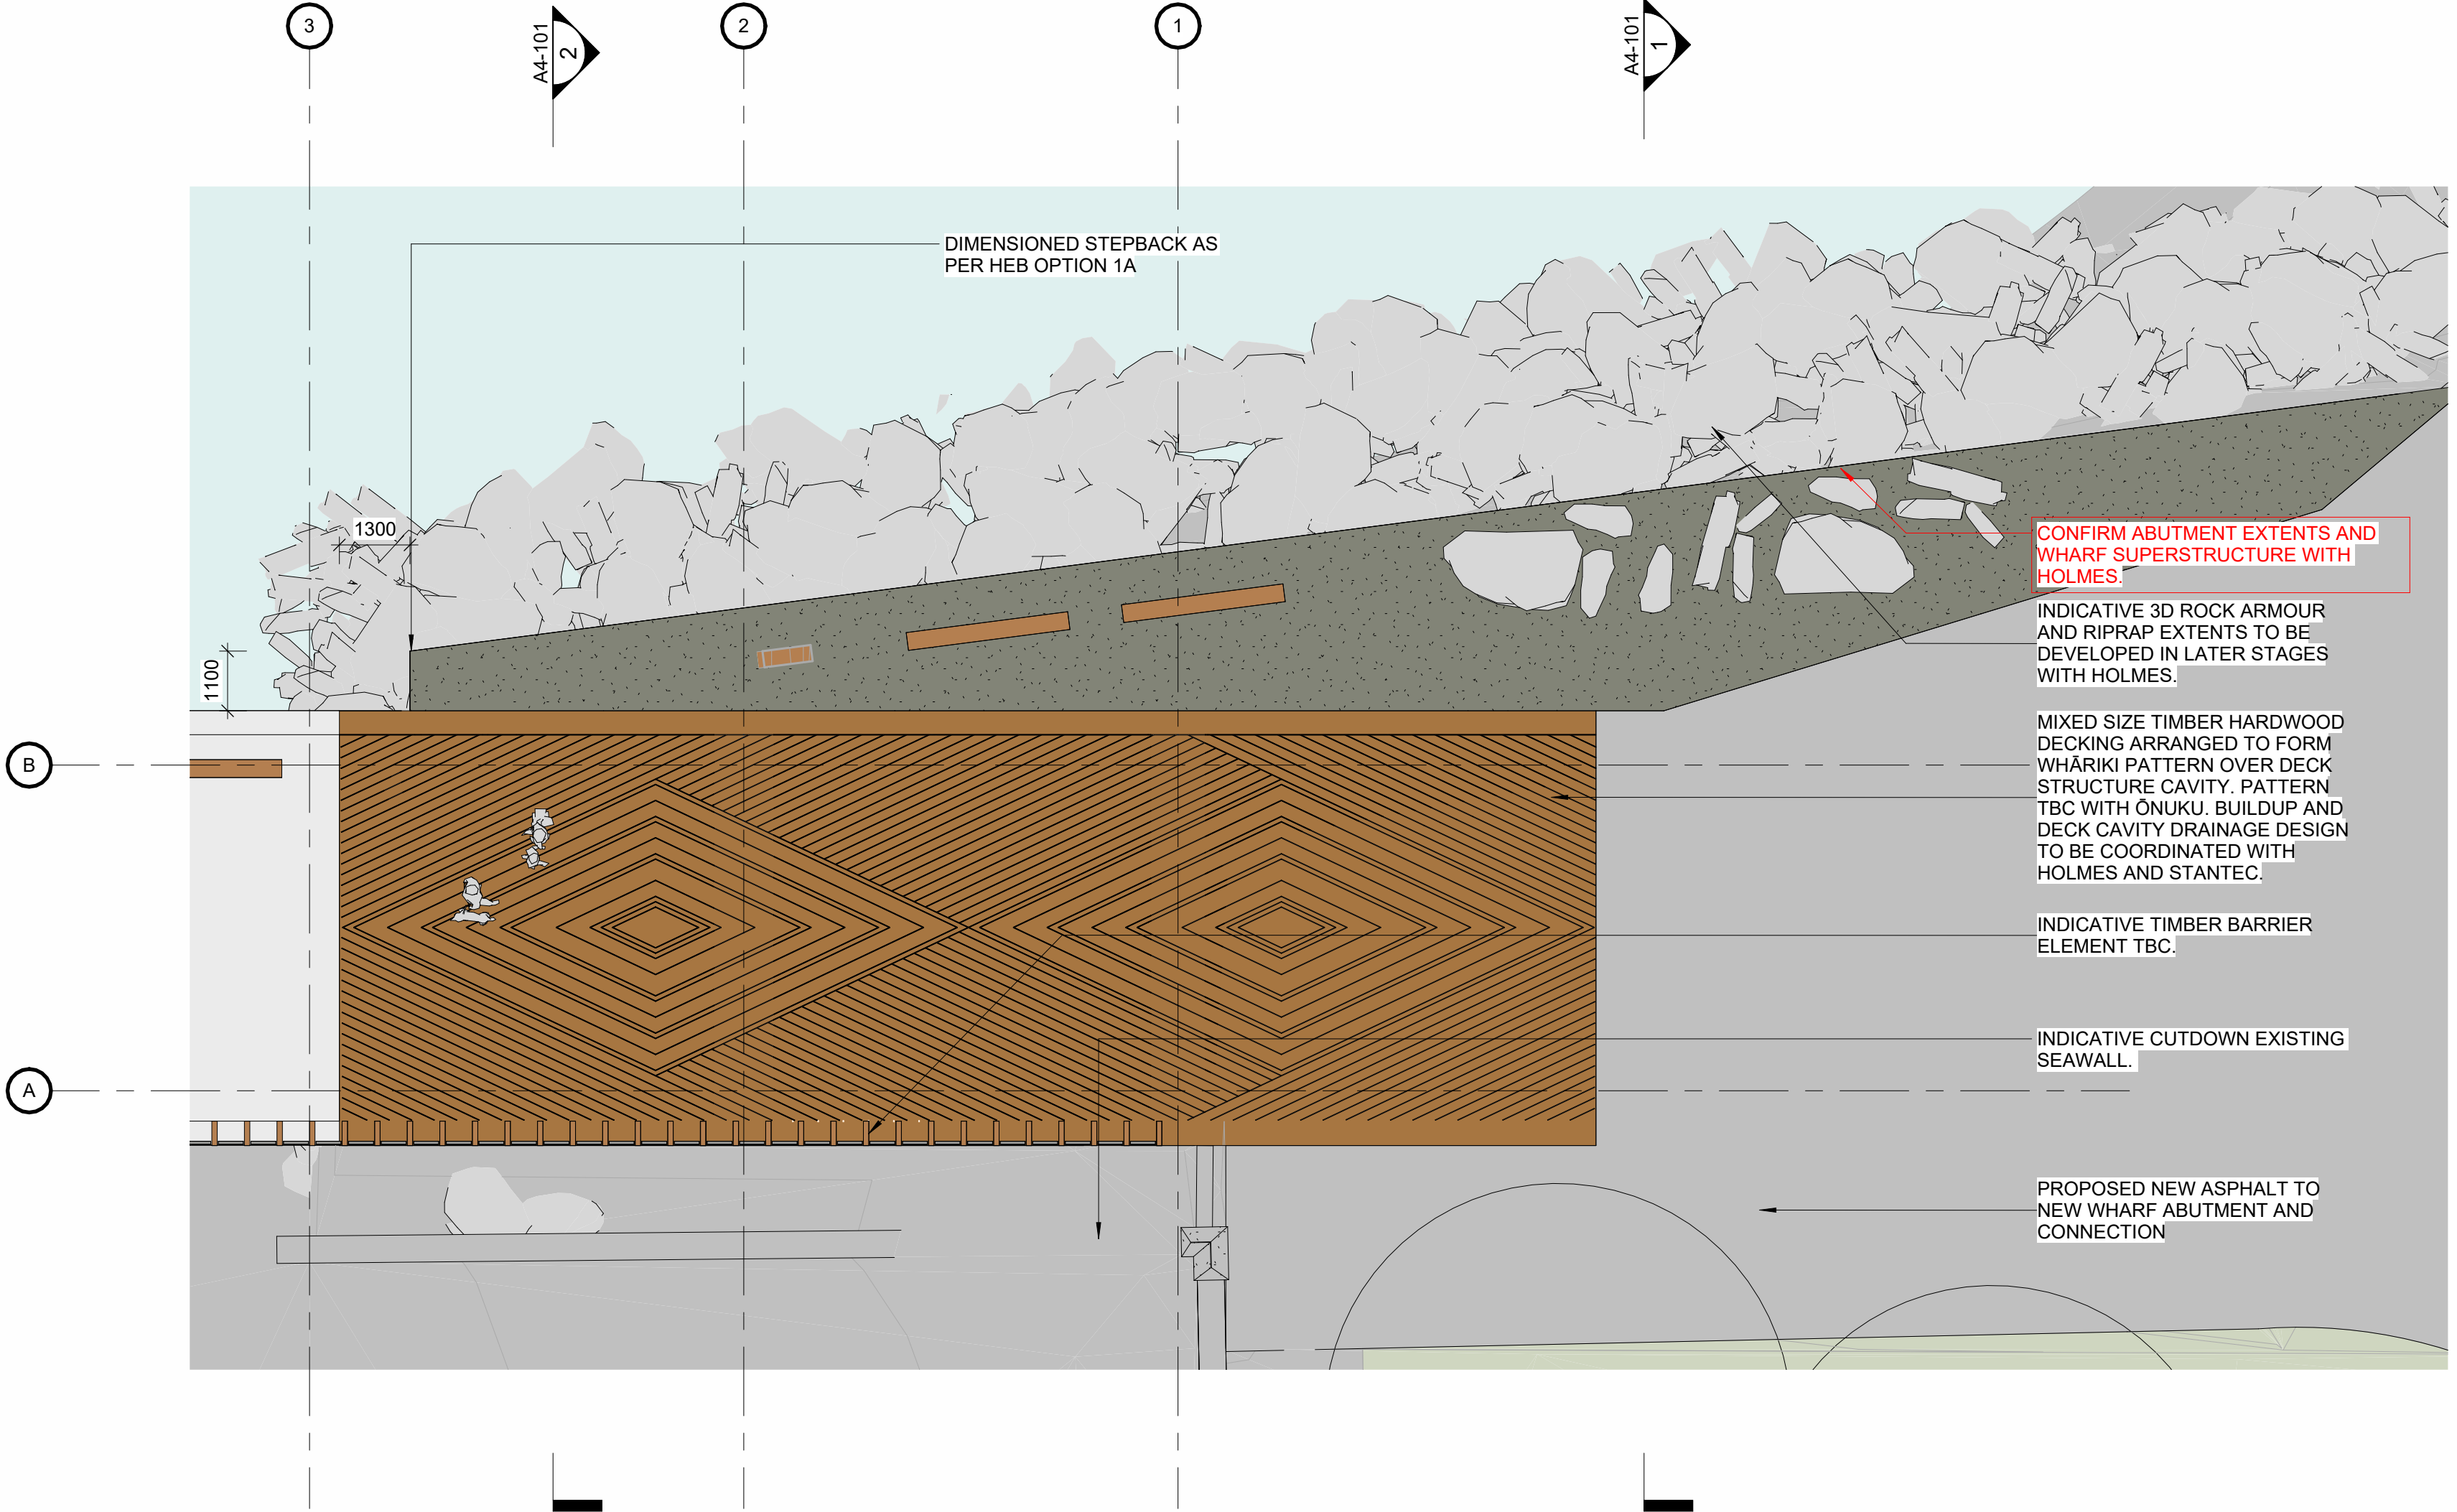 3
A4-101
2
2
1
A4-101
1
DIMENSIONED STEPBACK AS
PER HEB OPTION 1A
1300
1100
CONFIRM ABUTMENT EXTENTS AND
WHARF SUPERSTRUCTURE WITH
HOLMES.
INDICATIVE 3D ROCK ARMOUR
AND RIPRAP EXTENTS TO BE
DEVELOPED IN LATER STAGES
WITH HOLMES.
B
MIXED SIZE TIMBER HARDWOOD
DECKING ARRANGED TO FORM
WHĀRIKI PATTERN OVER DECK
STRUCTURE CAVITY. PATTERN
TBC WITH ŌNUKU. BUILDUP AND
DECK CAVITY DRAINAGE DESIGN
TO BE COORDINATED WITH
HOLMES AND STANTEC.
INDICATIVE TIMBER BARRIER
ELEMENT TBC.
INDICATIVE CUTDOWN EXISTING
SEAWALL.
A
PROPOSED NEW ASPHALT TO
NEW WHARF ABUTMENT AND
CONNECTION